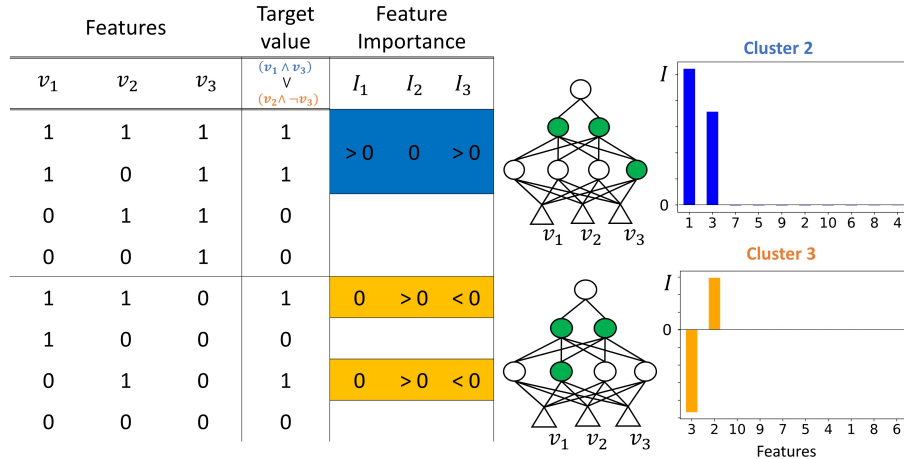 Features
Target value
Feature Importance
v₁ v₂ v₃
(v₁ ∧ v₃)
∨
(v₂∧ ¬v₃)
I₁ I₂ I₃
1 1 1 1
> 0 0 > 0
1 0 1 1
0 1 1 0
0 0 1 0
1 1 0 1 0 > 0 < 0
1 0 0 0
0 1 0 1 0 > 0 < 0
0 0 0 0
v₁ v₂ v₃
v₁ v₂ v₃
Cluster 2
I
0
1 3 7 5 9 2 10 6 8 4
Cluster 3
I
0
3 2 10 9 7 5 4 1 8 6
Features